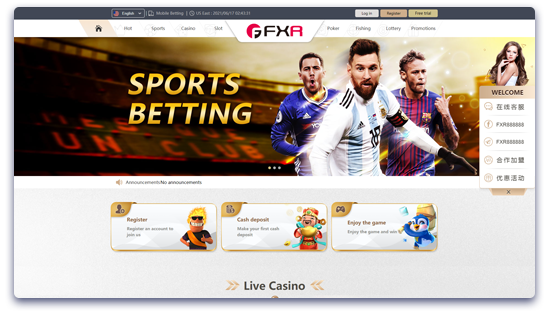 English
Mobile Betting
US East : 2021/06/17 02:43:31
Log in
Register
Free trial
Hot
Sports
Casino
Slot
FXR
Poker
Fishing
Lottery
Promotions
SPORTS
BETTING
WELCOME
在线客服
FXR888888
FXR888888
合作加盟
优惠活动
X
Announcements:No announcements
Register
Register an account to
join us
Cash deposit
Make your first cash
deposit
Enjoy the game
Enjoy the game and win
Live Casino